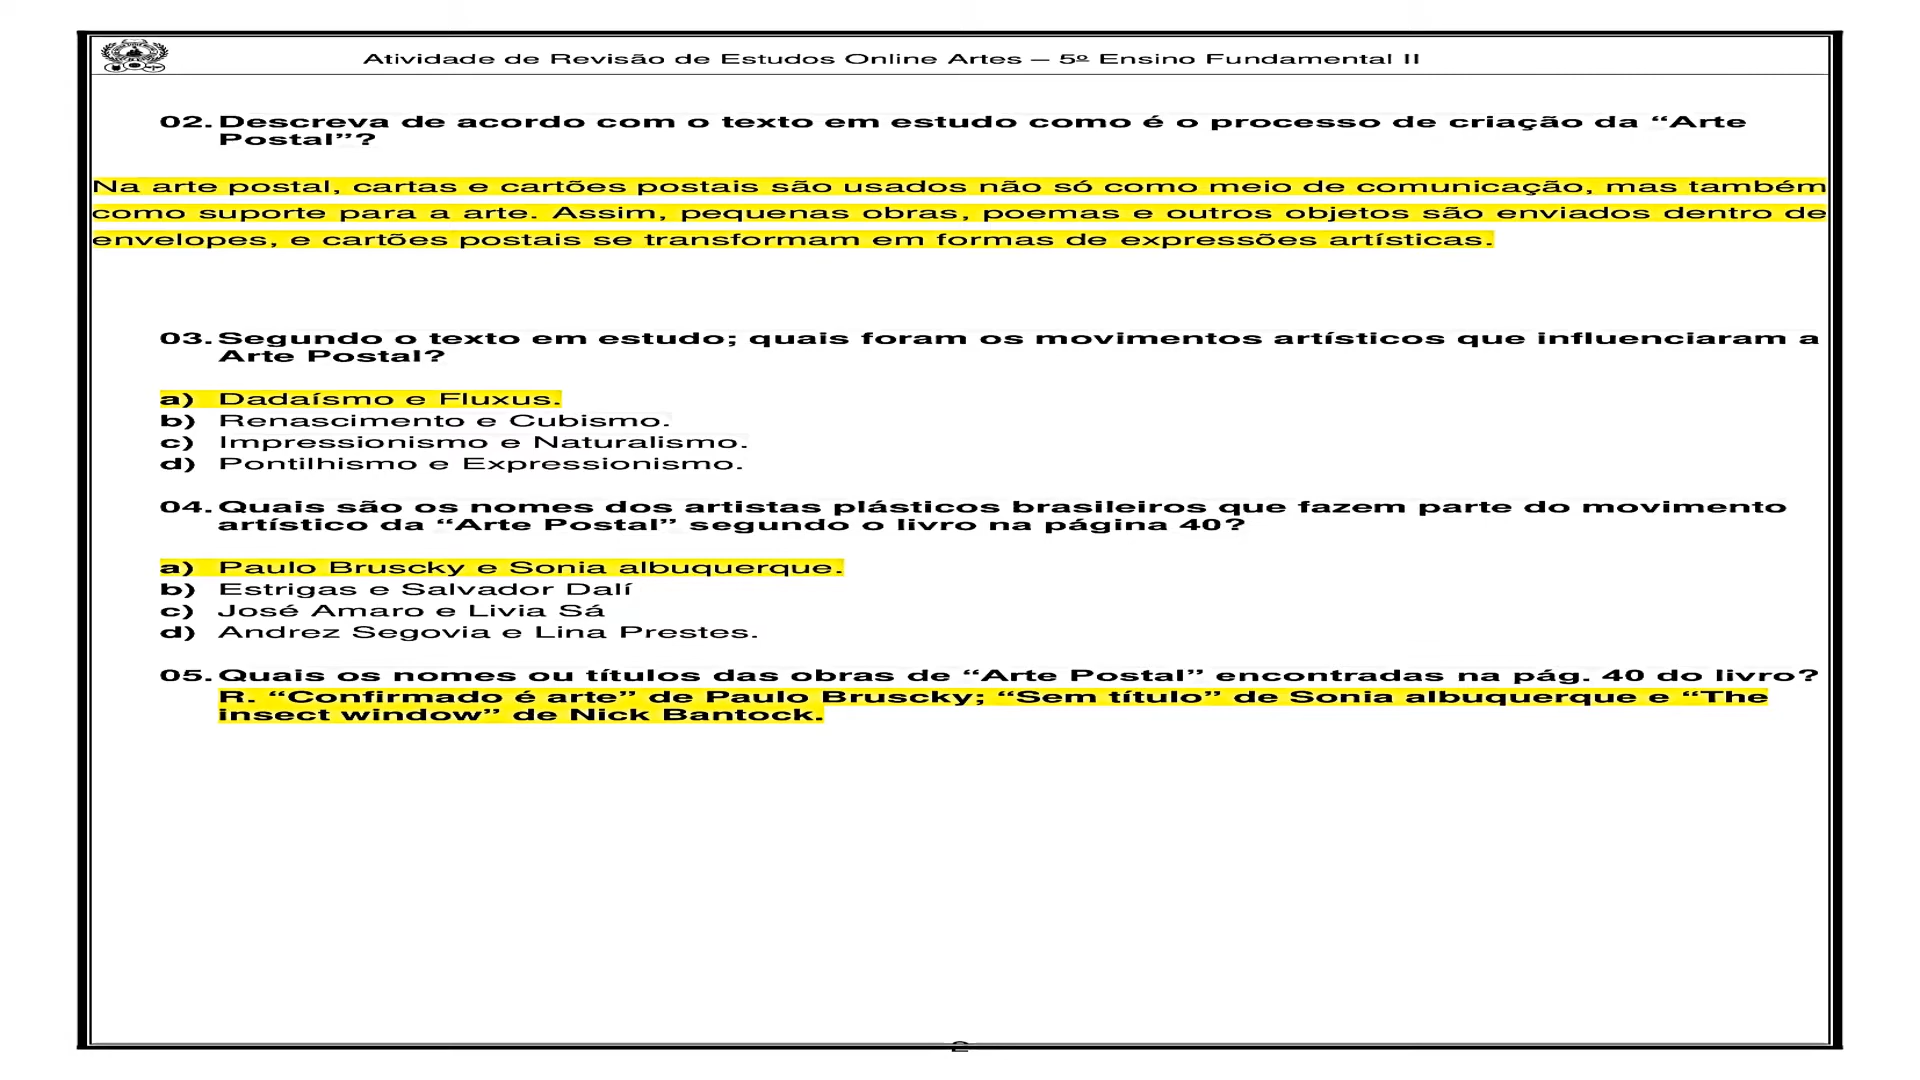 Atividade de Revisão de Estudos Online Artes – 5º Ensino Fundamental II
02. Descreva de acordo com o texto em estudo como é o processo de criação da “Arte
Postal”?
Na arte postal, cartas e cartões postais são usados não só como meio de comunicação, mas também
como suporte para a arte. Assim, pequenas obras, poemas e outros objetos são enviados dentro de
envelopes, e cartões postais se transformam em formas de expressões artísticas.
03. Segundo o texto em estudo; quais foram os movimentos artísticos que influenciaram a
Arte Postal?
a) Dadaísmo e Fluxus.
b) Renascimento e Cubismo.
c) Impressionismo e Naturalismo.
d) Pontilhismo e Expressionismo.
04. Quais são os nomes dos artistas plásticos brasileiros que fazem parte do movimento
artístico da “Arte Postal” segundo o livro na página 40?
a) Paulo Bruscky e Sonia albuquerque.
b) Estrigas e Salvador Dalí
c) José Amaro e Livia Sá
d) Andrez Segovia e Lina Prestes.
05. Quais os nomes ou títulos das obras de “Arte Postal” encontradas na pág. 40 do livro?
R. “Confirmado é arte” de Paulo Bruscky; “Sem título” de Sonia albuquerque e “The
insect window” de Nick Bantock.
2